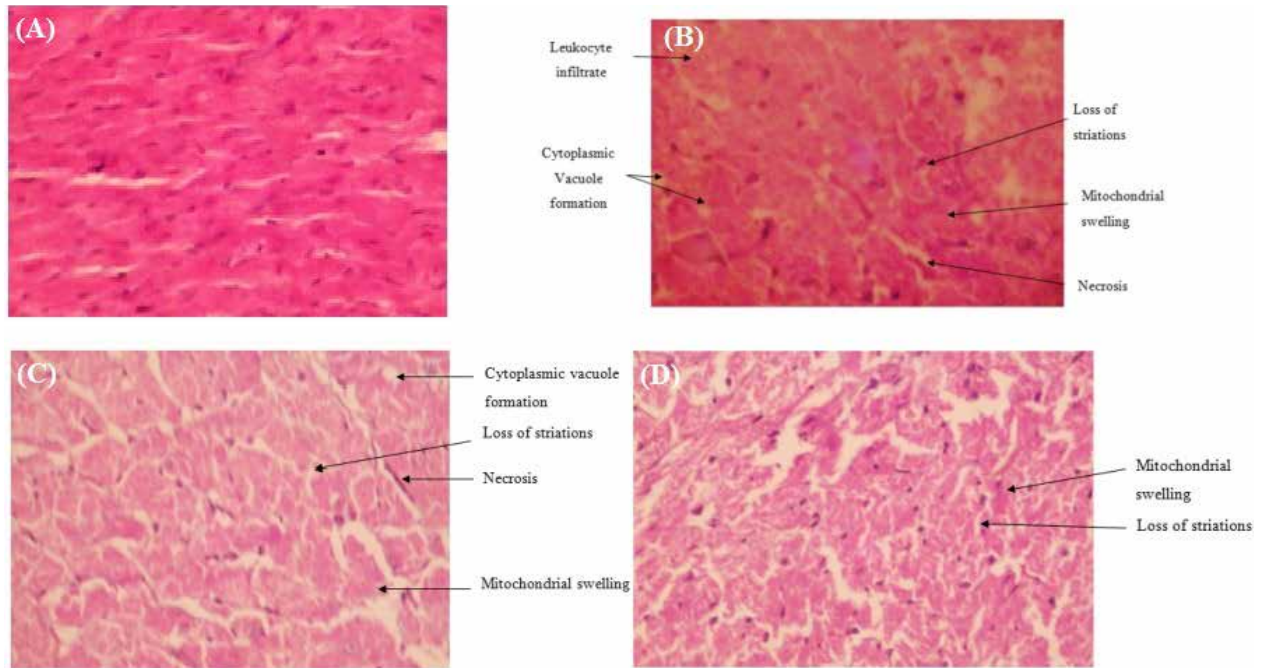 (A)
(B)
Leukocyte
infiltrate
Cytoplasmic
Vacuole
formation
Loss of
striations
Mitochondrial
swelling
Necrosis
(C)
Cytoplasmic vacuole
formation
Loss of striations
Necrosis
Mitochondrial swelling
(D)
Mitochondrial
swelling
Loss of striations